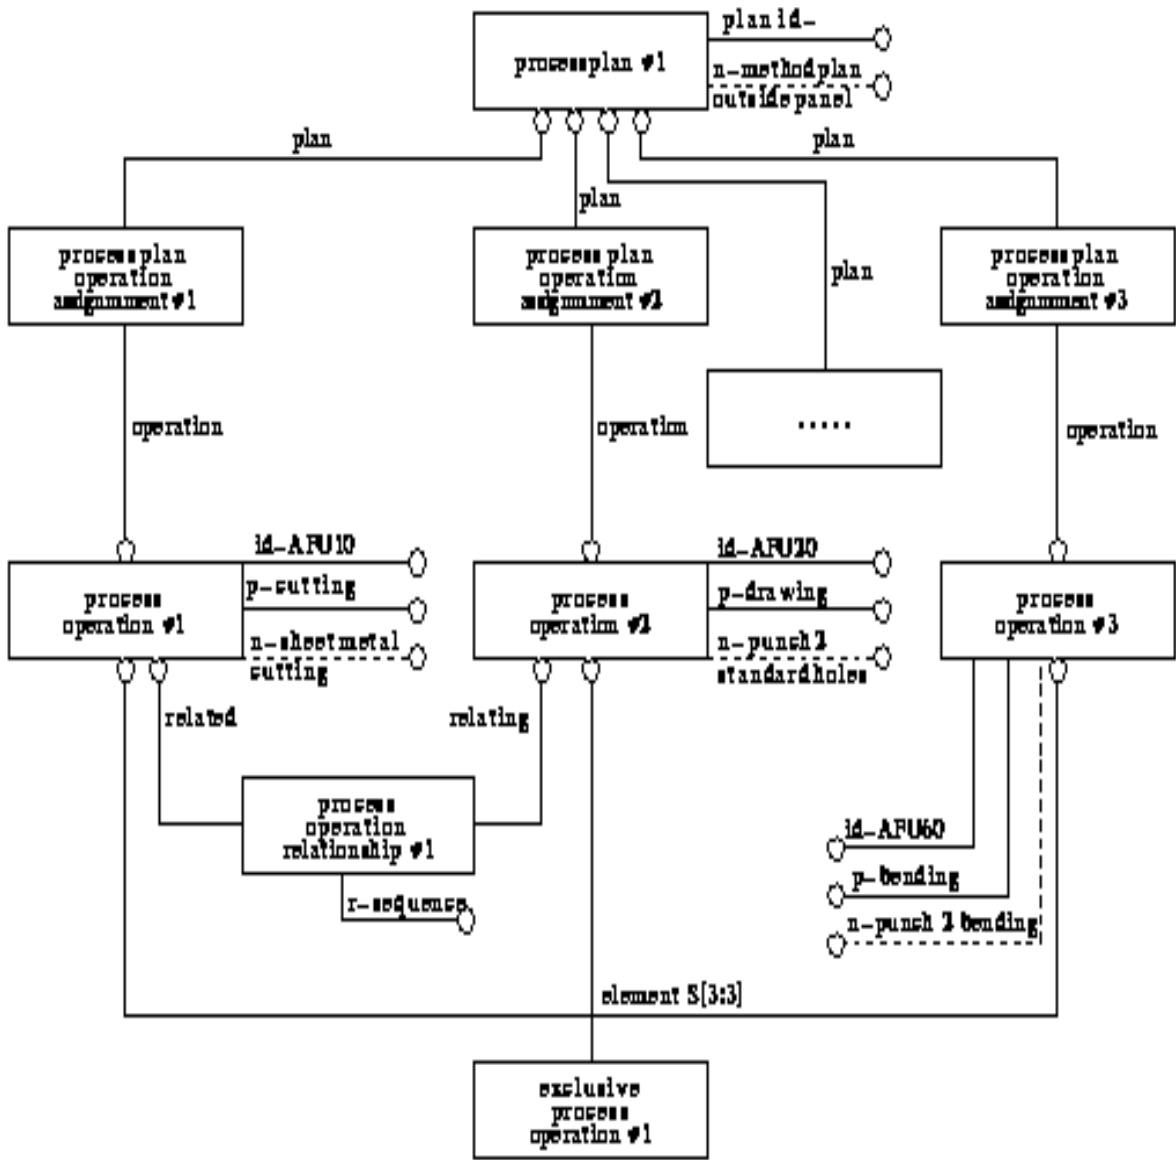 plan id-
process plan #1
n-method plan
outside panel
plan
plan
plan
process plan
operation
assignment #1
process plan
operation
assignment #2
process plan
operation
assignment #3
plan
.....
operation
operation
operation
id-AFU10
process
operation #1
p-cutting
n-sheet metal
cutting
id-AFU20
process
operation #2
p-drawing
n-punch 2
standard holes
process
operation #3
related
relating
process
operation
relationship #1
r-sequence
id-AFU60
p-bending
n-punch 2 bending
element S[3:3]
exclusive
process
operation #1